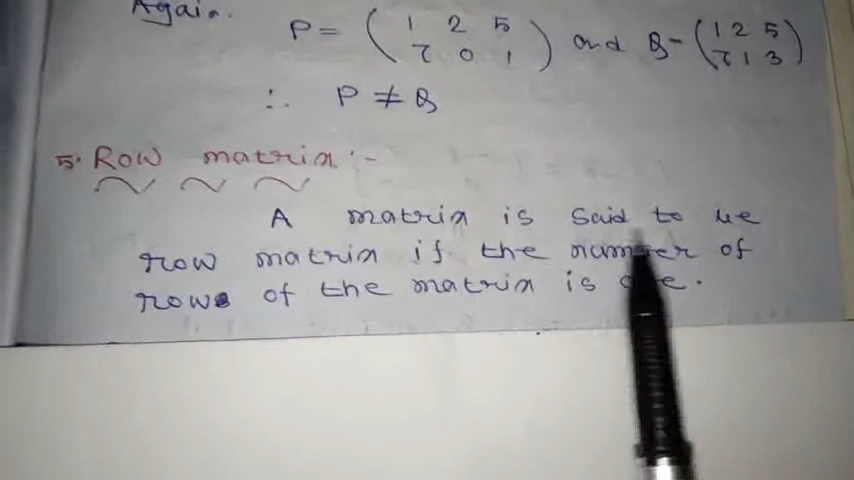 Again.
P = ( 1 2 5 ) and Q = ( 1 2 5 )
7 0 1 7 1 3
∴ P ≠ Q
5. Row matrix :-
A matrix is said to be
row matrix if the number of
rows of the matrix is one.